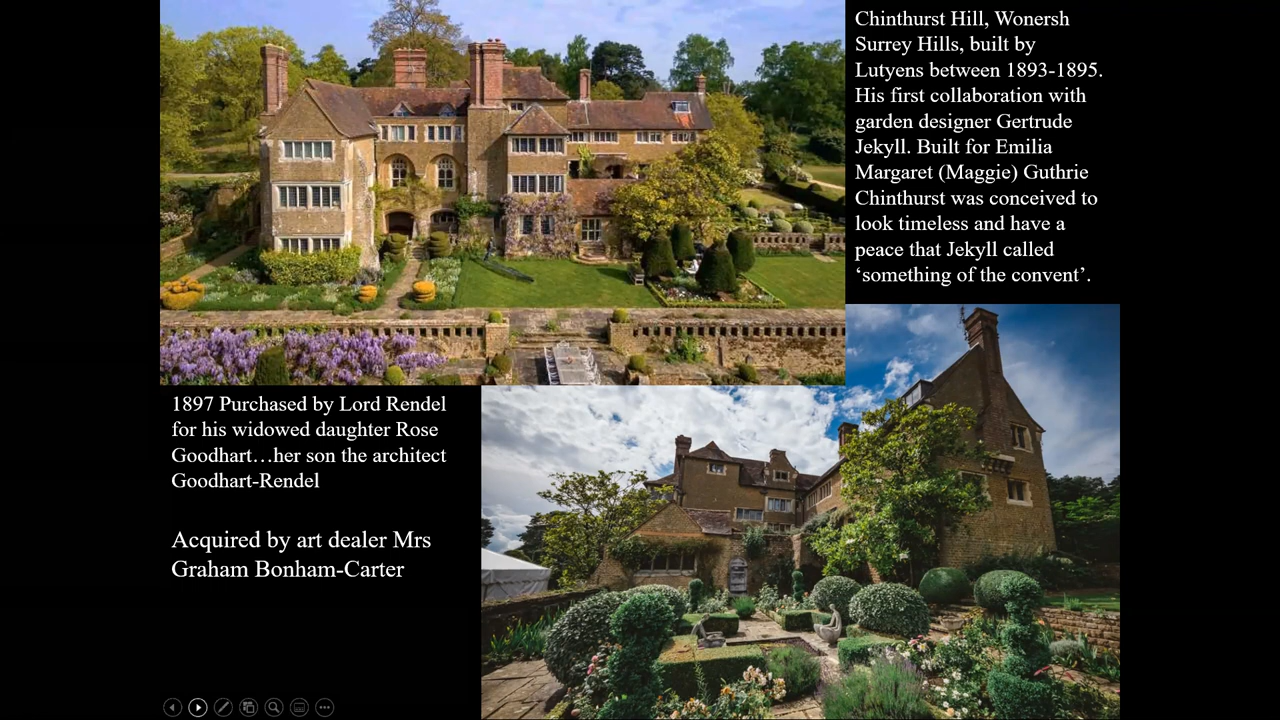 Chinthurst Hill, Wonersh
Surrey Hills, built by
Lutyens between 1893-1895.
His first collaboration with
garden designer Gertrude
Jekyll. Built for Emilia
Margaret (Maggie) Guthrie
Chinthurst was conceived to
look timeless and have a
peace that Jekyll called
‘something of the convent’.
1897 Purchased by Lord Rendel
for his widowed daughter Rose
Goodhart…her son the architect
Goodhart-Rendel
Acquired by art dealer Mrs
Graham Bonham-Carter